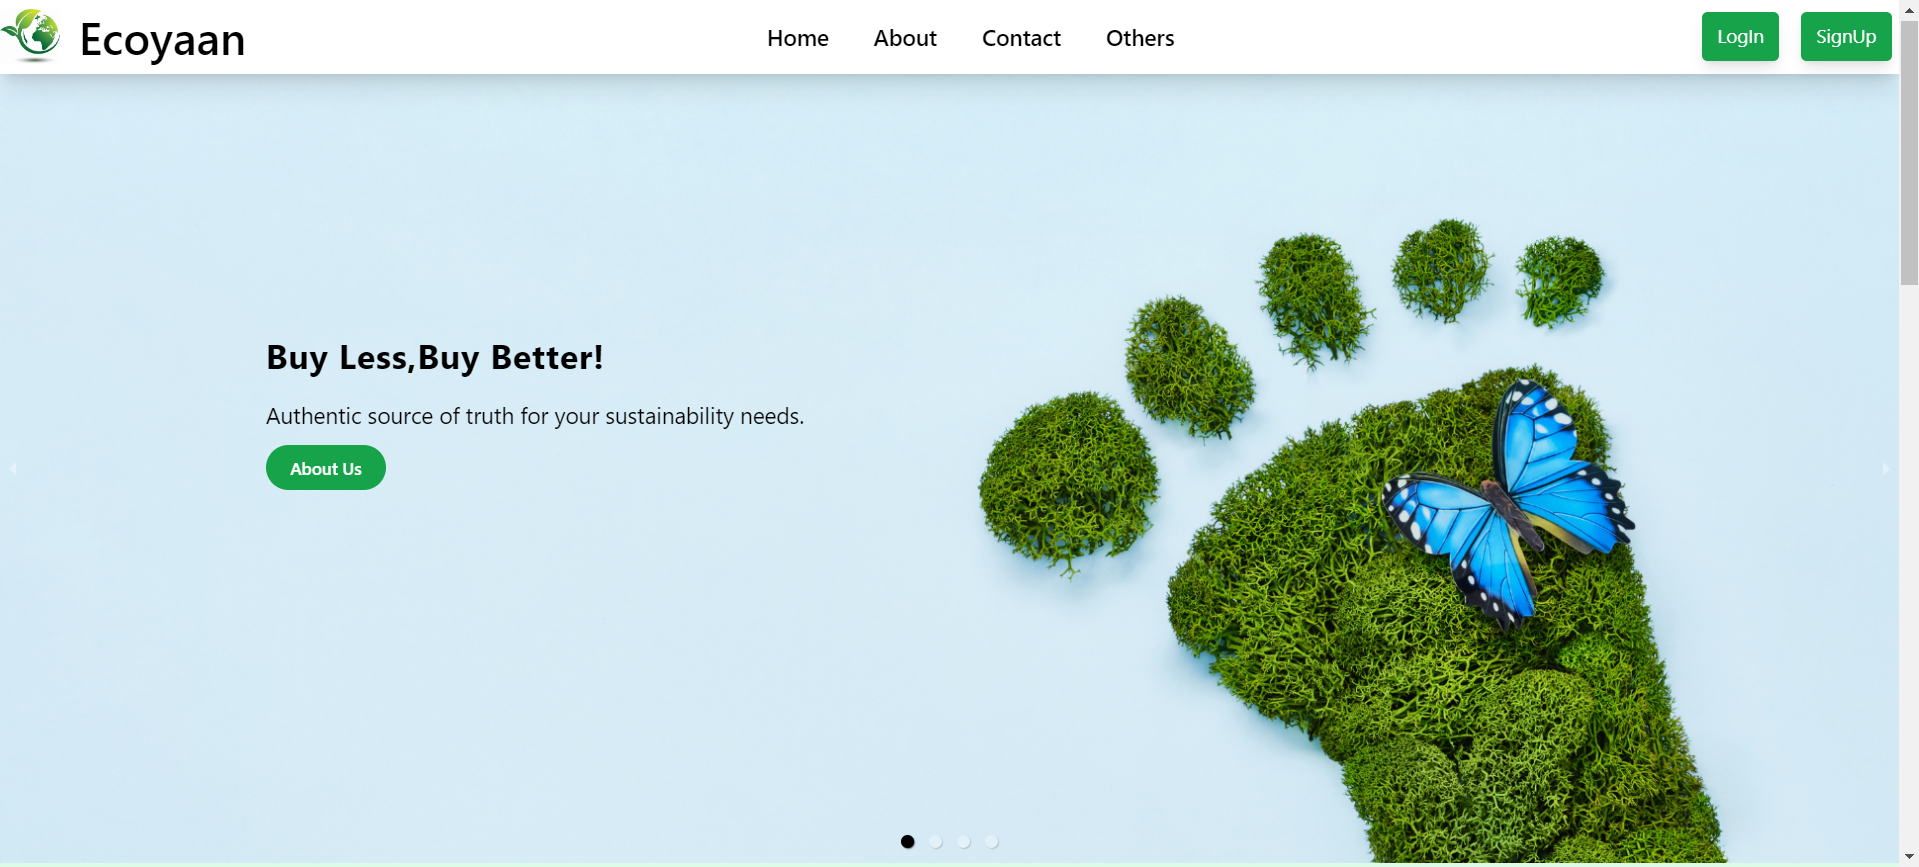 Ecoyaan
Home About Contact Others
LogIn SignUp
Buy Less,Buy Better!
Authentic source of truth for your sustainability needs.
About Us